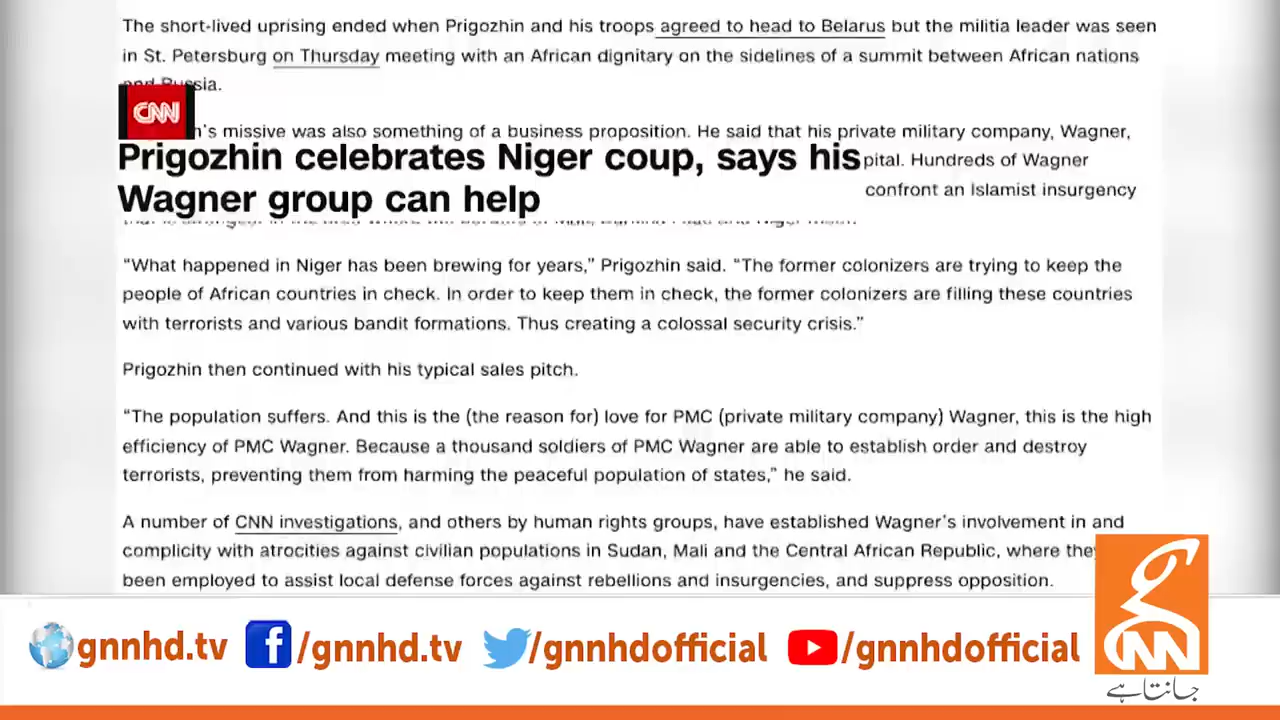 The short-lived uprising ended when Prigozhin and his troops agreed to head to Belarus but the militia leader was seen
in St. Petersburg on Thursday meeting with an African dignitary on the sidelines of a summit between African nations
and Russia.
CNN
's missive was also something of a business proposition. He said that his private military company, Wagner,
Prigozhin celebrates Niger coup, says his
Wagner group can help
pital. Hundreds of Wagner
confront an Islamist insurgency
“What happened in Niger has been brewing for years,” Prigozhin said. “The former colonizers are trying to keep the
people of African countries in check. In order to keep them in check, the former colonizers are filling these countries
with terrorists and various bandit formations. Thus creating a colossal security crisis.”
Prigozhin then continued with his typical sales pitch.
“The population suffers. And this is the (the reason for) love for PMC (private military company) Wagner, this is the high
efficiency of PMC Wagner. Because a thousand soldiers of PMC Wagner are able to establish order and destroy
terrorists, preventing them from harming the peaceful population of states,” he said.
A number of CNN investigations, and others by human rights groups, have established Wagner’s involvement in and
complicity with atrocities against civilian populations in Sudan, Mali and the Central African Republic, where they
been employed to assist local defense forces against rebellions and insurgencies, and suppress opposition.
gnnhd.tv /gnnhd.tv /gnnhdofficial /gnnhdofficial
GNN
جانتا ہے